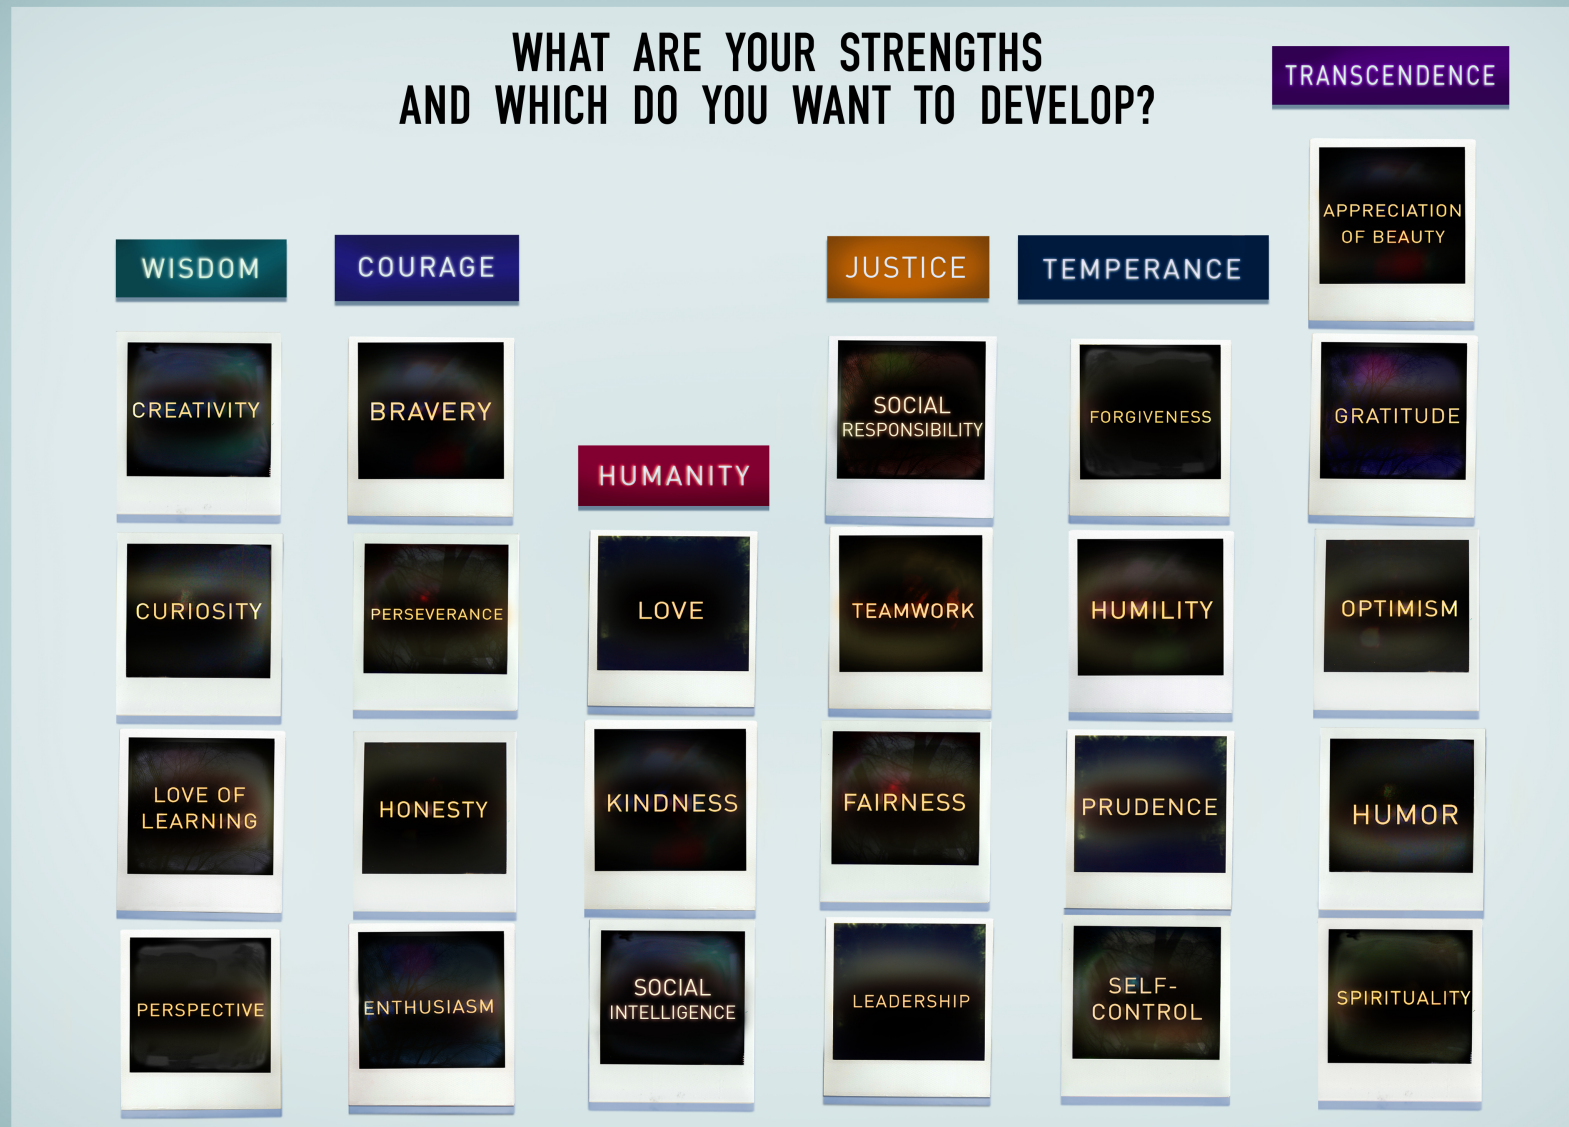 WHAT ARE YOUR STRENGTHS
AND WHICH DO YOU WANT TO DEVELOP?
WISDOM
CREATIVITY
CURIOSITY
LOVE OF
LEARNING
PERSPECTIVE
COURAGE
BRAVERY
PERSEVERANCE
HONESTY
ENTHUSIASM
HUMANITY
LOVE
KINDNESS
SOCIAL
INTELLIGENCE
JUSTICE
SOCIAL
RESPONSIBILITY
TEAMWORK
FAIRNESS
LEADERSHIP
TEMPERANCE
FORGIVENESS
HUMILITY
PRUDENCE
SELF-
CONTROL
TRANSCENDENCE
APPRECIATION
OF BEAUTY
GRATITUDE
OPTIMISM
HUMOR
SPIRITUALITY